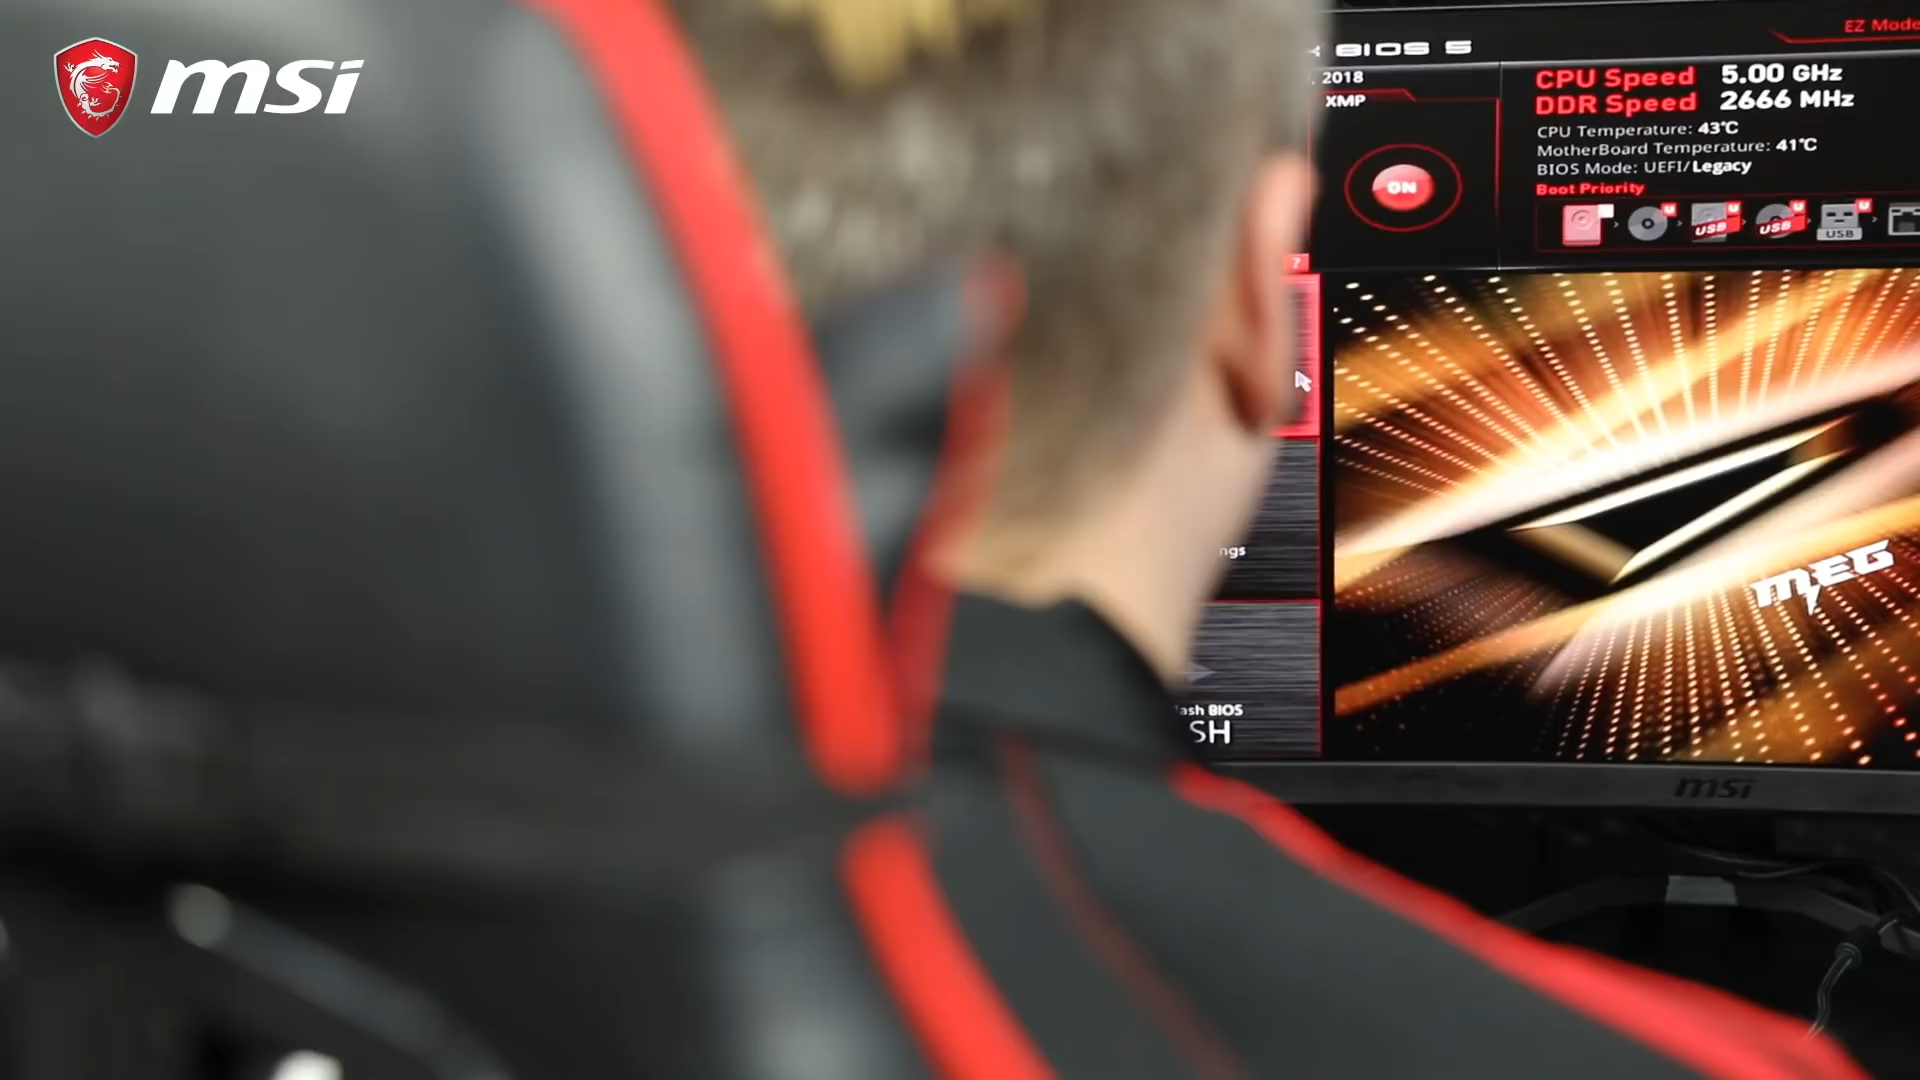 msi
BIOS 5
EZ Mode
2018
XMP
ON
CPU Speed 5.00 GHz
DDR Speed 2666 MHz
CPU Temperature: 43°C
MotherBoard Temperature: 41°C
BIOS Mode: UEFI/Legacy
Boot Priority
U
U
U
U
USB
USB
USB
?
ngs
MEG
ash BIOS
SH
msi